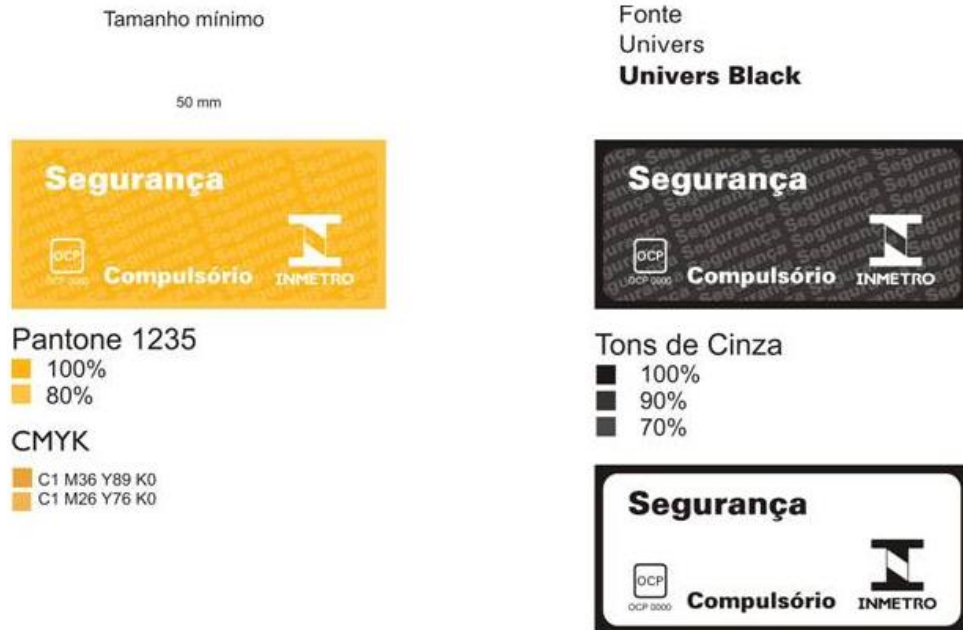 Tamanho mínimo
50 mm
Segurança
OCP
OCP 0000
Compulsório
INMETRO
Pantone 1235
100%
80%
CMYK
C1 M36 Y89 K0
C1 M26 Y76 K0
Fonte
Univers
Univers Black
Segurança
OCP
OCP 0000
Compulsório
INMETRO
Tons de Cinza
100%
90%
70%
Segurança
OCP
OCP 0000
Compulsório
INMETRO